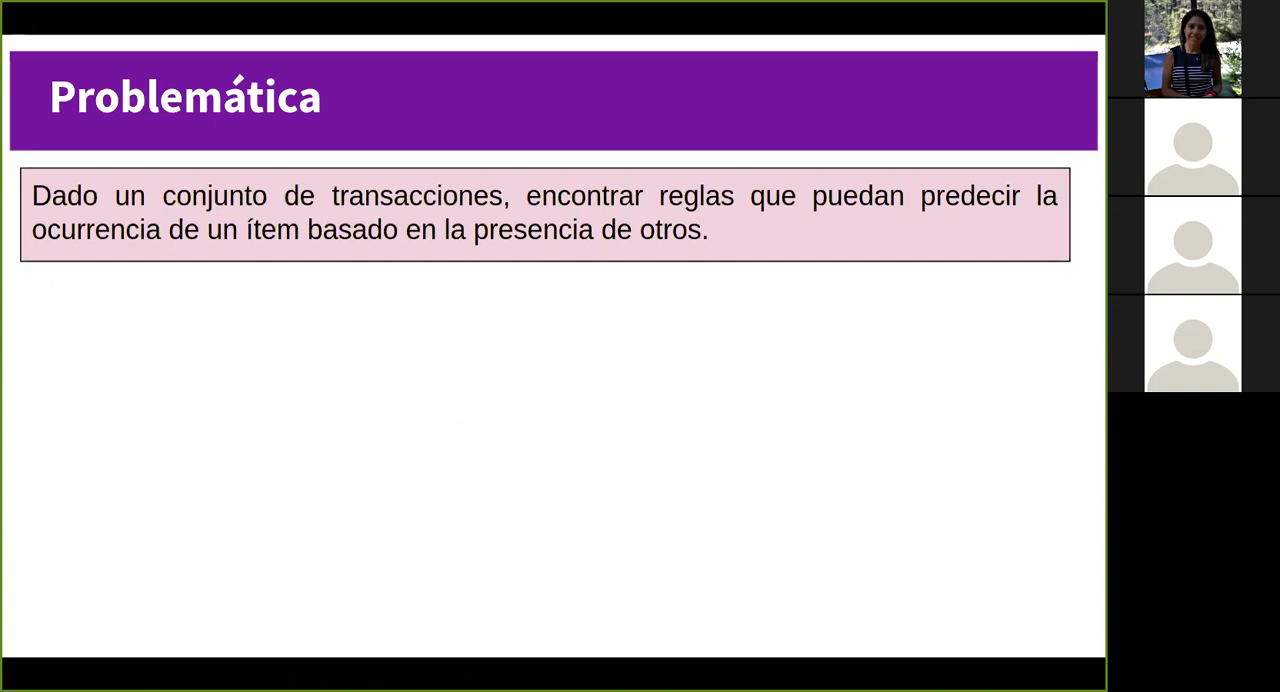 Problemática
Dado un conjunto de transacciones, encontrar reglas que puedan predecir la
ocurrencia de un ítem basado en la presencia de otros.